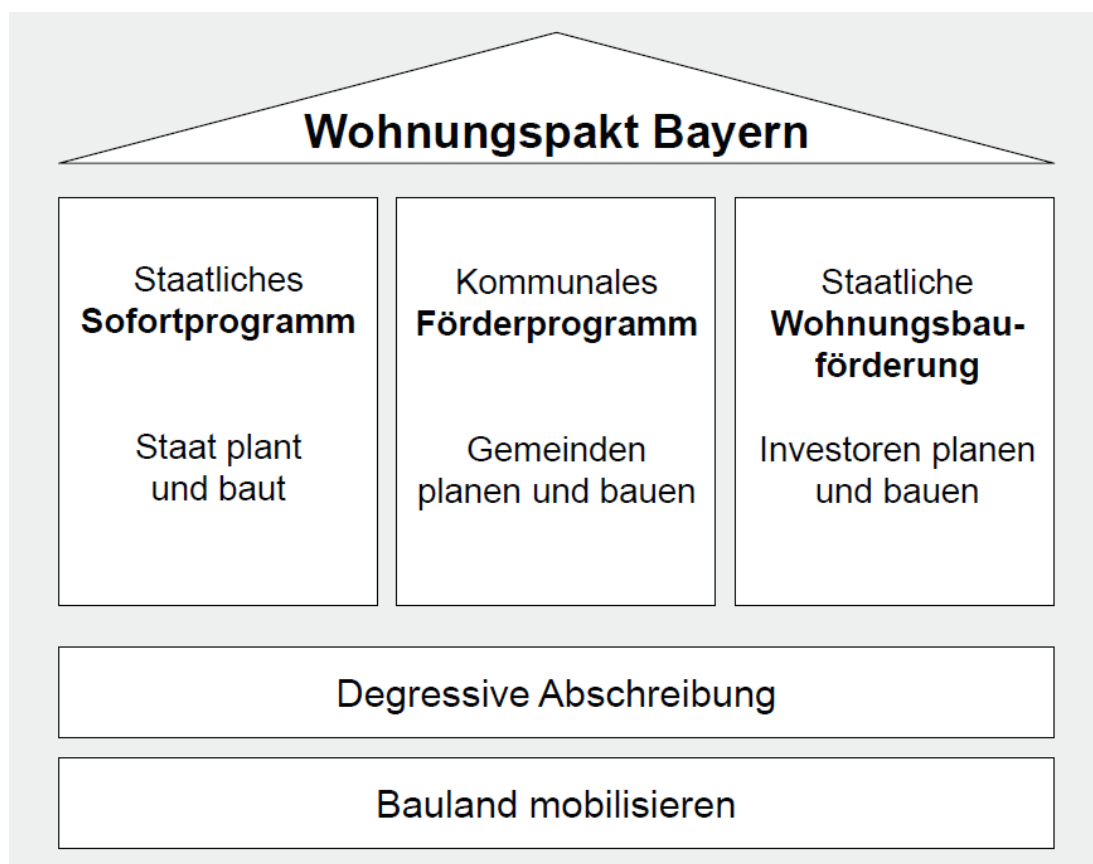 Wohnungspakt Bayern
Staatliches
Sofortprogramm
Staat plant
und baut
Kommunales
Förderprogramm
Gemeinden
planen und bauen
Staatliche
Wohnungsbau-
förderung
Investoren planen
und bauen
Degressive Abschreibung
Bauland mobilisieren